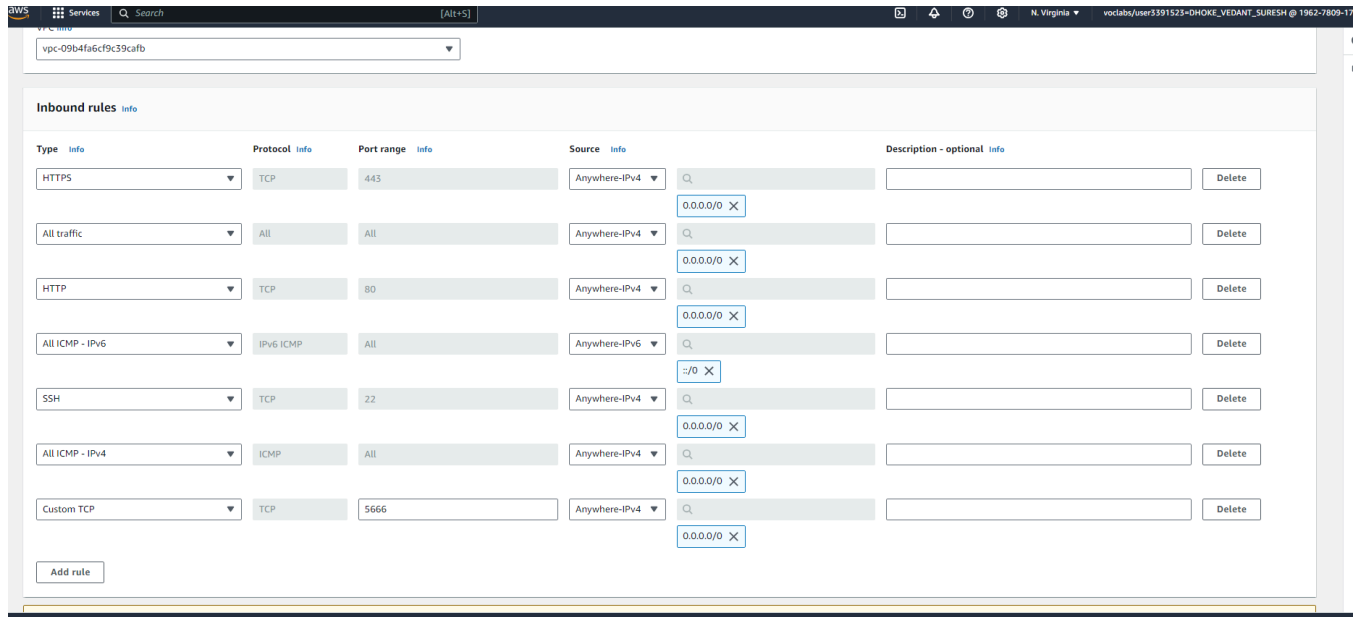 aws Services Search [Alt+S] N. Virginia voclabs/user3391523=DHOKE_VEDANT_SURESH @ 1962-7809-17
VPC Info
vpc-09b4fa6cf9c39cafb
Inbound rules Info
Type Info Protocol Info Port range Info Source Info Description - optional Info
HTTPS TCP 443 Anywhere-IPv4 Delete
0.0.0.0/0
All traffic All All Anywhere-IPv4 Delete
0.0.0.0/0
HTTP TCP 80 Anywhere-IPv4 Delete
0.0.0.0/0
All ICMP - IPv6 IPv6 ICMP All Anywhere-IPv6 Delete
::/0
SSH TCP 22 Anywhere-IPv4 Delete
0.0.0.0/0
All ICMP - IPv4 ICMP All Anywhere-IPv4 Delete
0.0.0.0/0
Custom TCP TCP 5666 Anywhere-IPv4 Delete
0.0.0.0/0
Add rule